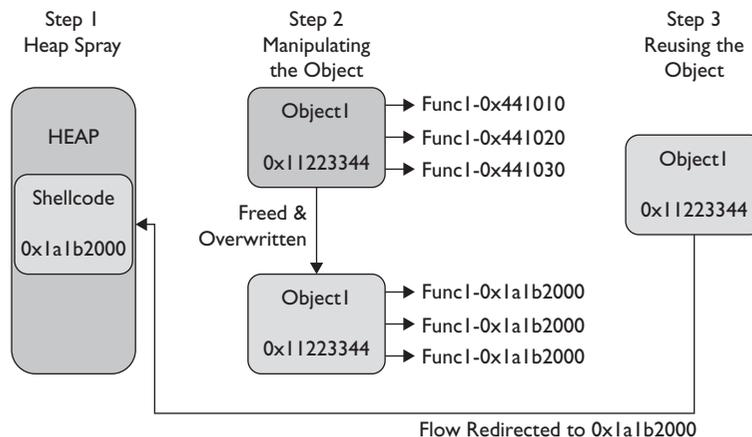 Step 1
Heap Spray
HEAP
Shellcode
0x1a1b2000
Step 2
Manipulating
the Object
Object1
0x11223344
Func1-0x441010
Func1-0x441020
Func1-0x441030
Freed &
Overwritten
Object1
0x11223344
Func1-0x1a1b2000
Func1-0x1a1b2000
Func1-0x1a1b2000
Step 3
Reusing the
Object
Object1
0x11223344
Flow Redirected to 0x1a1b2000